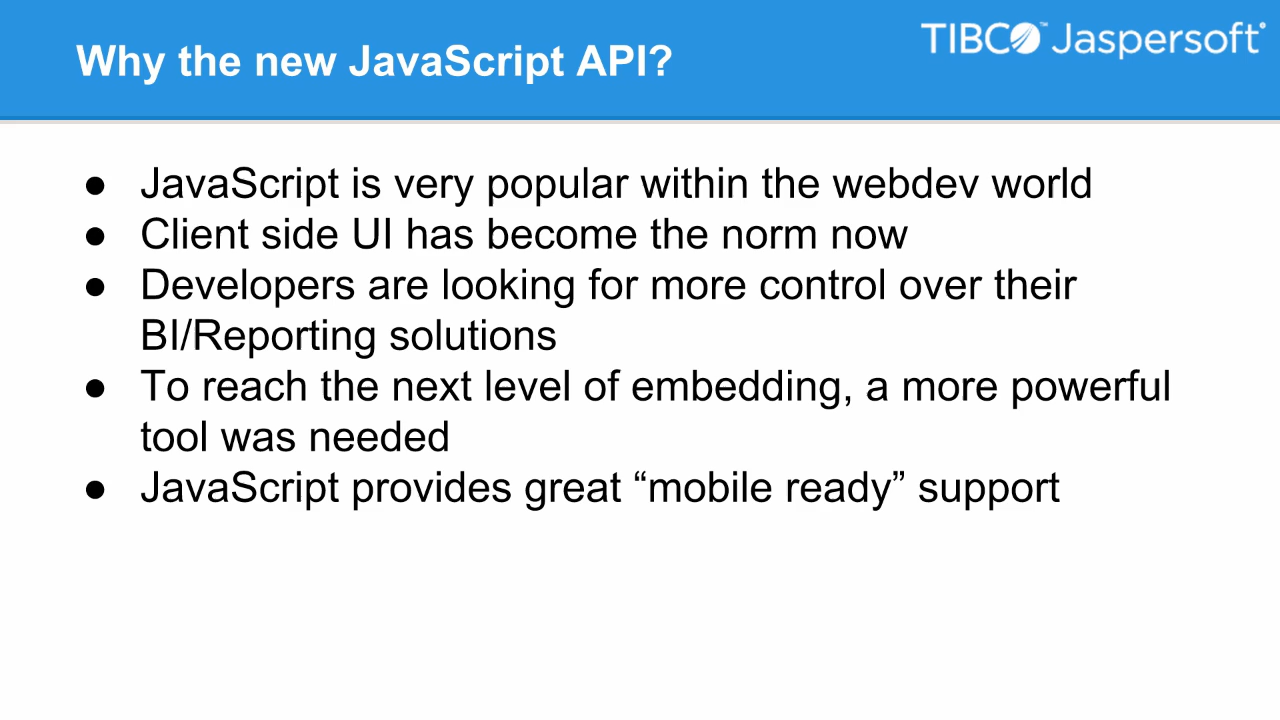 Why the new JavaScript API?
TIBCO™ Jaspersoft®
● JavaScript is very popular within the webdev world
● Client side UI has become the norm now
● Developers are looking for more control over their
BI/Reporting solutions
● To reach the next level of embedding, a more powerful
tool was needed
● JavaScript provides great “mobile ready” support